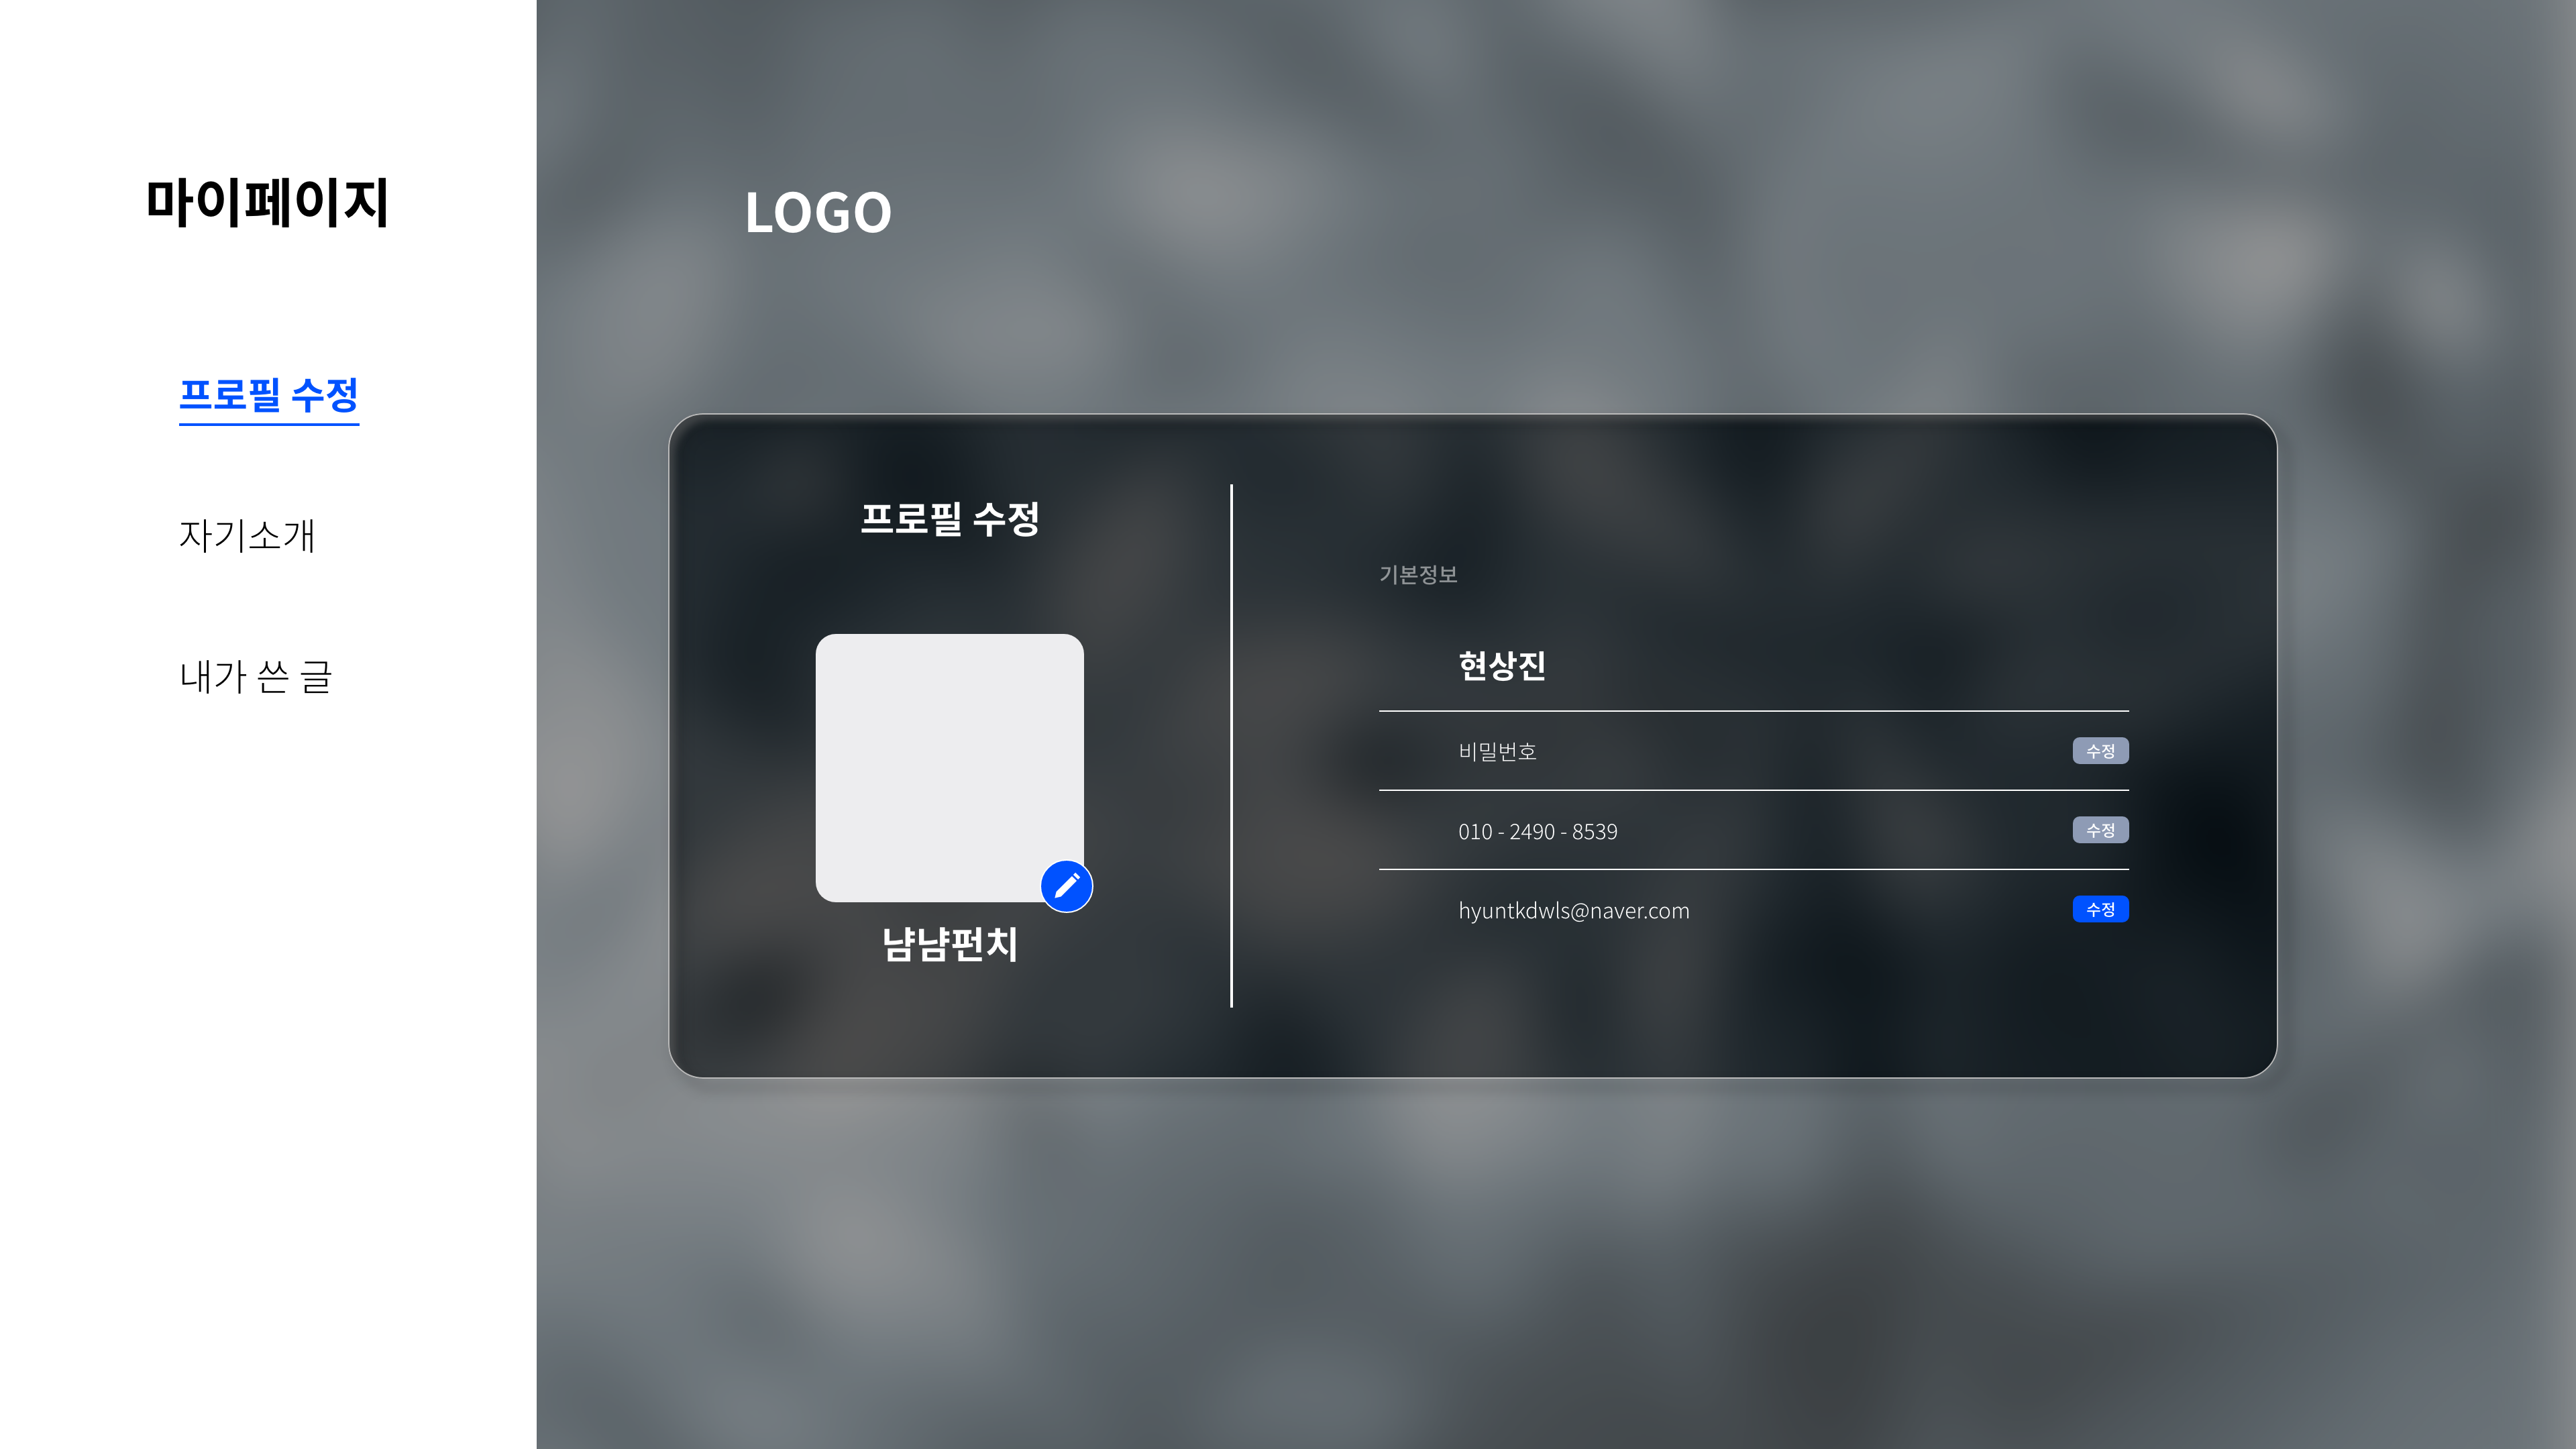 마이페이지
프로필 수정
자기소개
내가 쓴 글
LOGO
프로필 수정
냠냠펀치
기본정보
현상진
비밀번호
수정
010 - 2490 - 8539
수정
hyuntkdwls@naver.com
수정